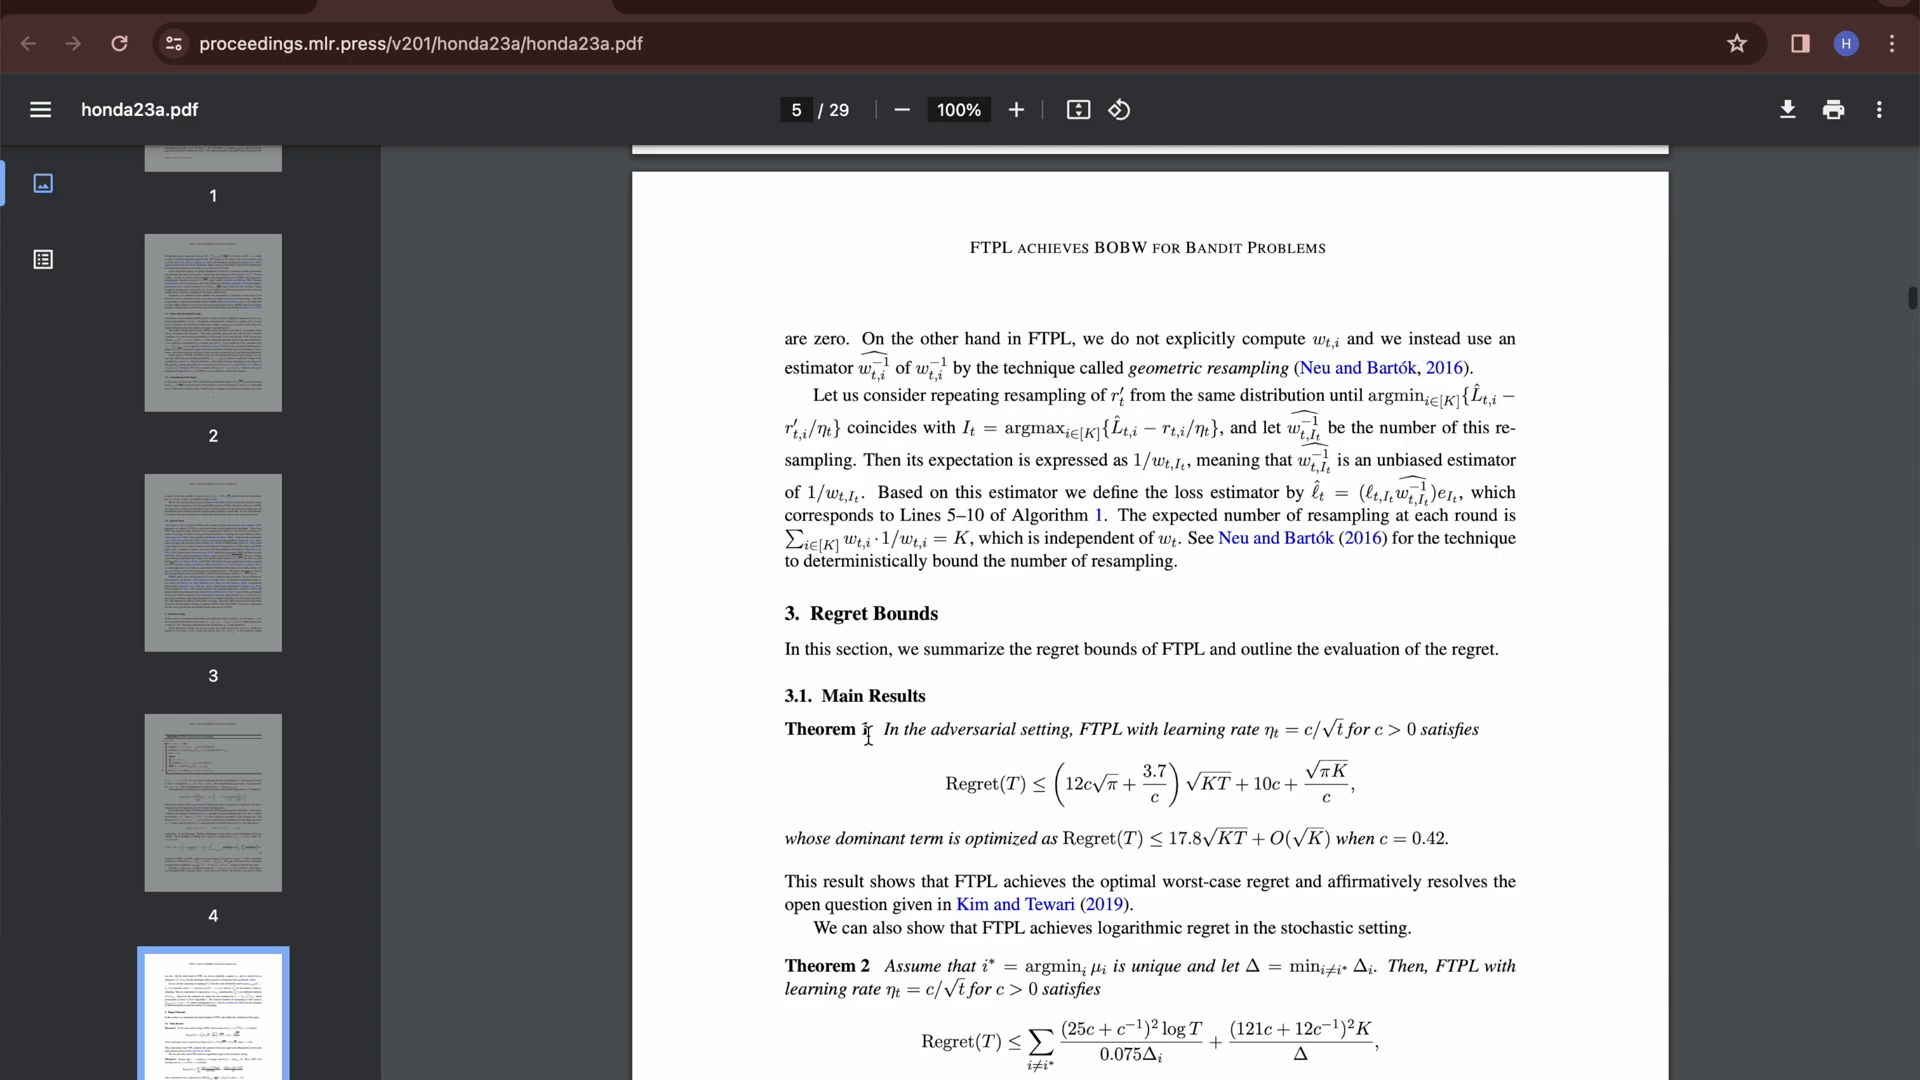 proceedings.mlr.press/v201/honda23a/honda23a.pdf
H
honda23a.pdf
5 / 29
100%
1
2
3
4
FTPL ACHIEVES BOBW FOR BANDIT PROBLEMS
are zero. On the other hand in FTPL, we do not explicitly compute w_{t,i} and we instead use an
estimator \widehat{w_{t,i}^{-1}} of w_{t,i}^{-1} by the technique called geometric resampling (Neu and Bartók, 2016).
Let us consider repeating resampling of r'_t from the same distribution until argmin_{i∈[K]}{L̂_{t,i} −
r'_{t,i}/η_t} coincides with I_t = argmax_{i∈[K]}{L̂_{t,i} − r_{t,i}/η_t}, and let \widehat{w_{t,I_t}^{-1}} be the number of this re-
sampling. Then its expectation is expressed as 1/w_{t,I_t}, meaning that \widehat{w_{t,I_t}^{-1}} is an unbiased estimator
of 1/w_{t,I_t}. Based on this estimator we define the loss estimator by ℓ̂_t = (ℓ_{t,I_t} \widehat{w_{t,I_t}^{-1}})e_{I_t}, which
corresponds to Lines 5–10 of Algorithm 1. The expected number of resampling at each round is
∑_{i∈[K]} w_{t,i} · 1/w_{t,i} = K, which is independent of w_t. See Neu and Bartók (2016) for the technique
to deterministically bound the number of resampling.
3. Regret Bounds
In this section, we summarize the regret bounds of FTPL and outline the evaluation of the regret.
3.1. Main Results
Theorem 1 In the adversarial setting, FTPL with learning rate η_t = c/√t for c > 0 satisfies
Regret(T) ≤ (12c√π + 3.7/c) √KT + 10c + √πK/c,
whose dominant term is optimized as Regret(T) ≤ 17.8√KT + O(√K) when c = 0.42.
This result shows that FTPL achieves the optimal worst-case regret and affirmatively resolves the
open question given in Kim and Tewari (2019).
We can also show that FTPL achieves logarithmic regret in the stochastic setting.
Theorem 2 Assume that i* = argmin_i μ_i is unique and let Δ = min_{i≠i*} Δ_i. Then, FTPL with
learning rate η_t = c/√t for c > 0 satisfies
Regret(T) ≤ ∑_{i≠i*} (25c + c^{-1})² log T / 0.075Δ_i + (121c + 12c^{-1})² K / Δ,